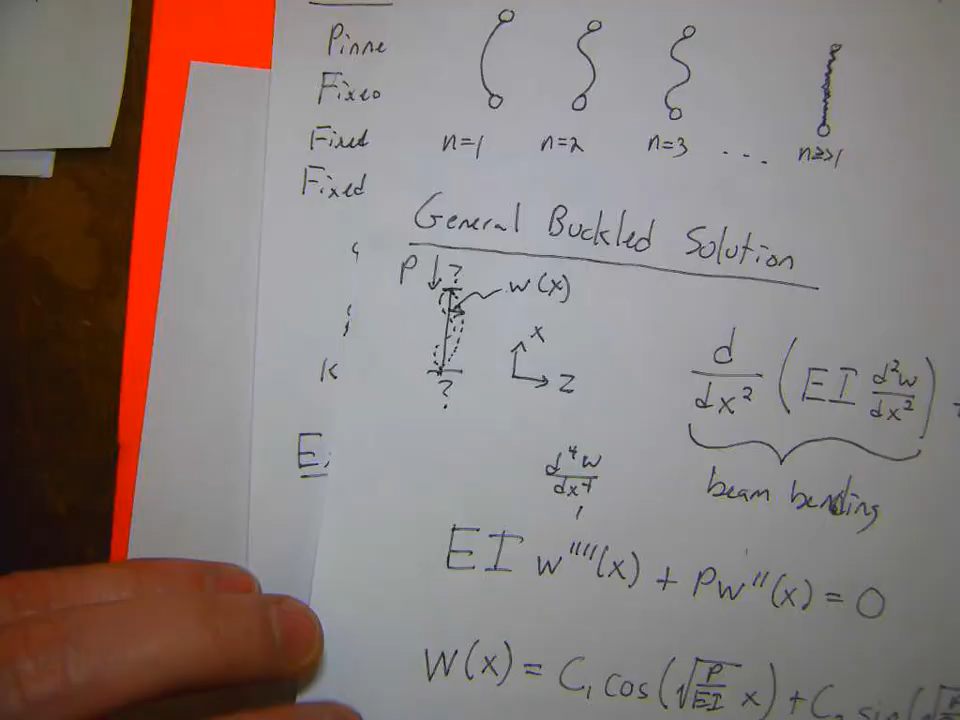 Pinne
Fixed
Fixed
Fixed
n=1 n=2 n=3 ... n>>1
General Buckled Solution
P ? w(x)
x
z
?
K
E
d/dx² (EI d²w/dx²)
beam bending
d⁴w/dx⁴
EI w''''(x) + Pw''(x) = 0
W(x) = C₁ cos(√(P/EI) x) + C₂ sin(√